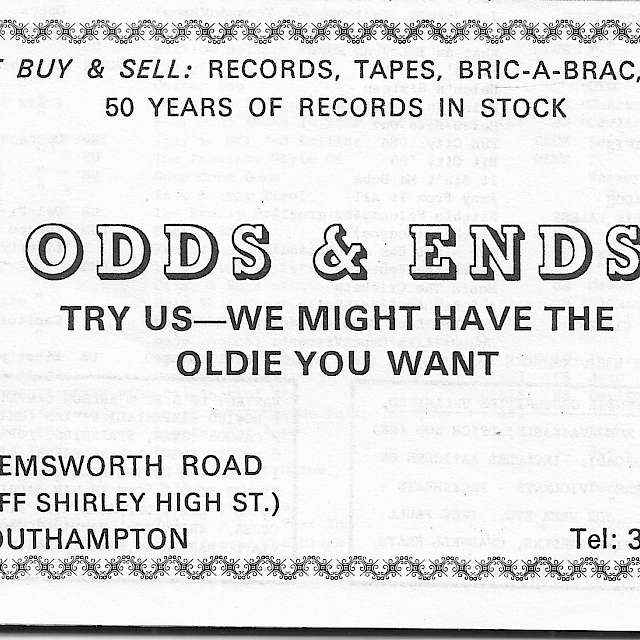 E BUY & SELL: RECORDS, TAPES, BRIC-A-BRAC,
50 YEARS OF RECORDS IN STOCK
ODDS & ENDS
TRY US—WE MIGHT HAVE THE
OLDIE YOU WANT
EMSWORTH ROAD
FF SHIRLEY HIGH ST.)
OUTHAMPTON
Tel: 3